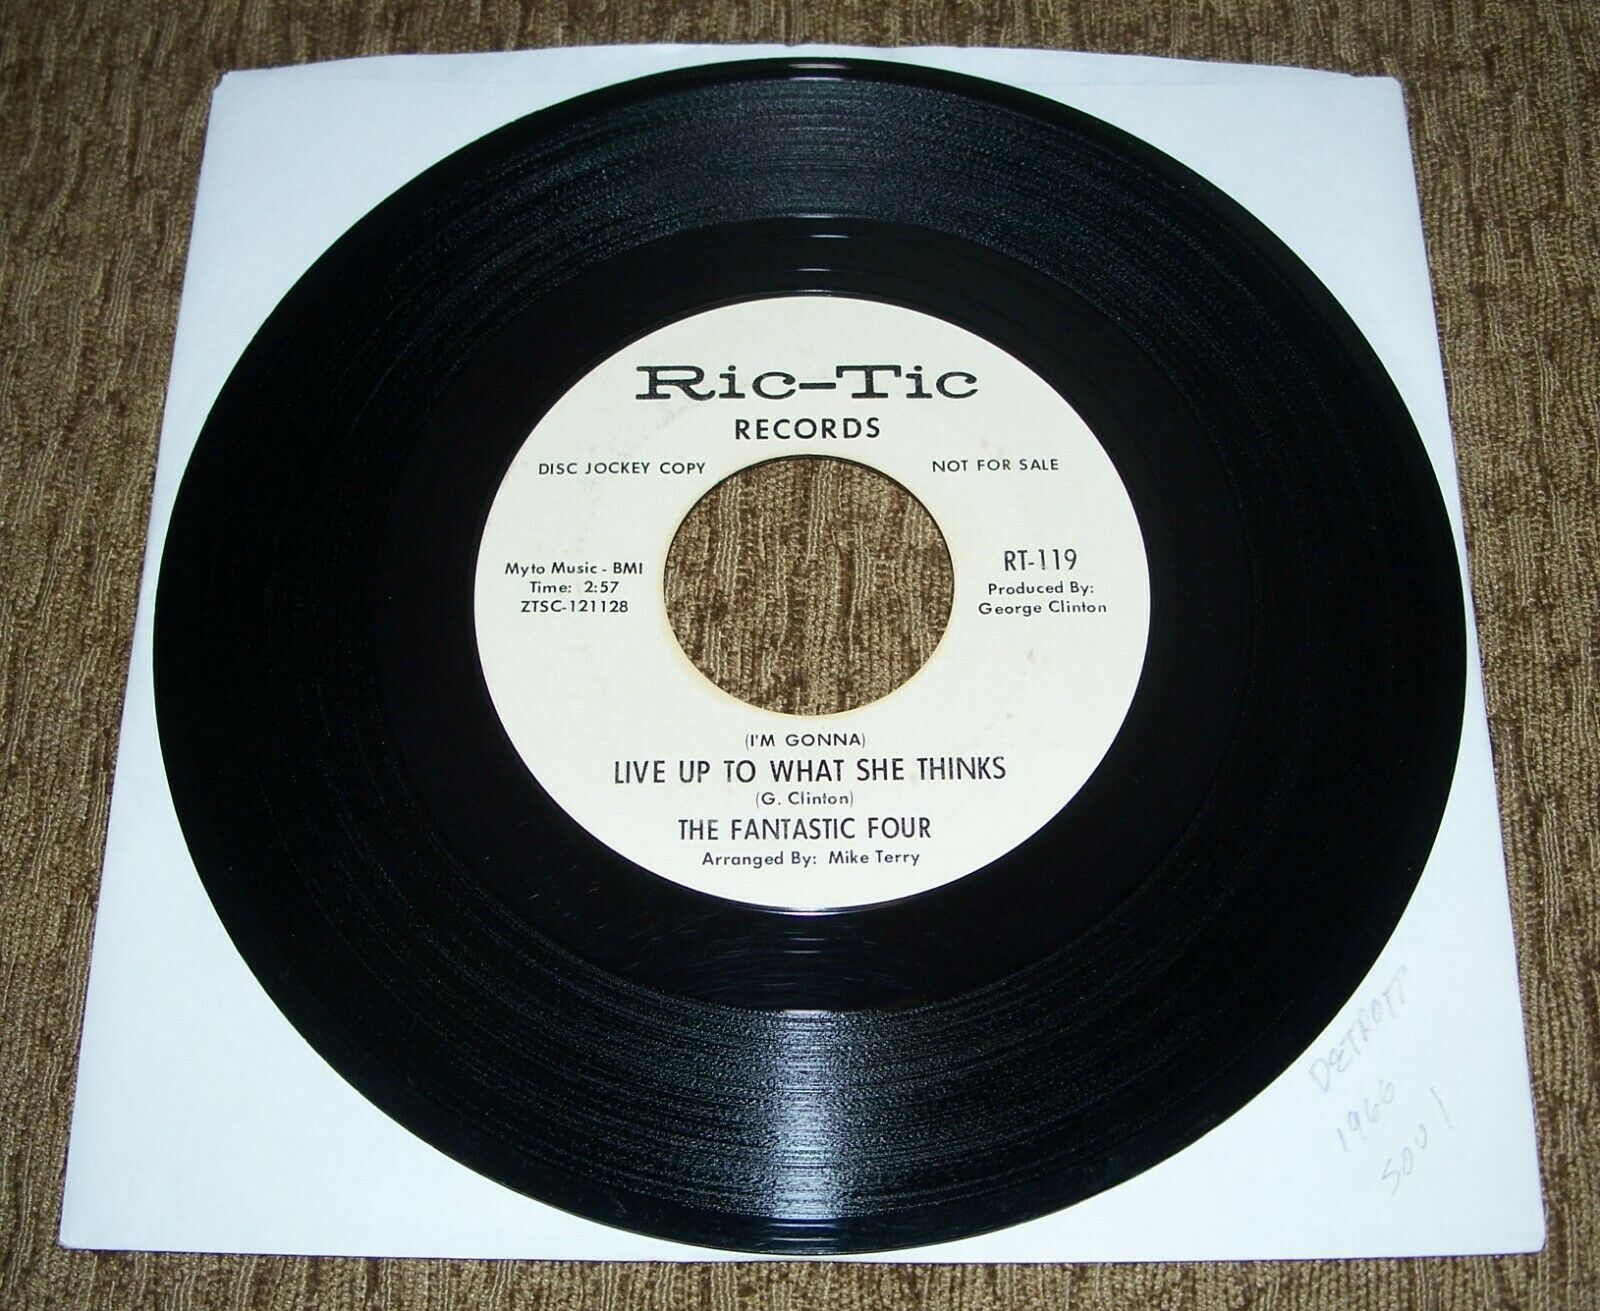 Ric-Tic
RECORDS
DISC JOCKEY COPY
NOT FOR SALE
Myto Music - BMI
Time: 2:57
ZTSC-121128
RT-119
Produced By:
George Clinton
(I'M GONNA)
LIVE UP TO WHAT SHE THINKS
(G. Clinton)
THE FANTASTIC FOUR
Arranged By: Mike Terry
DETROIT
1966
SOUl